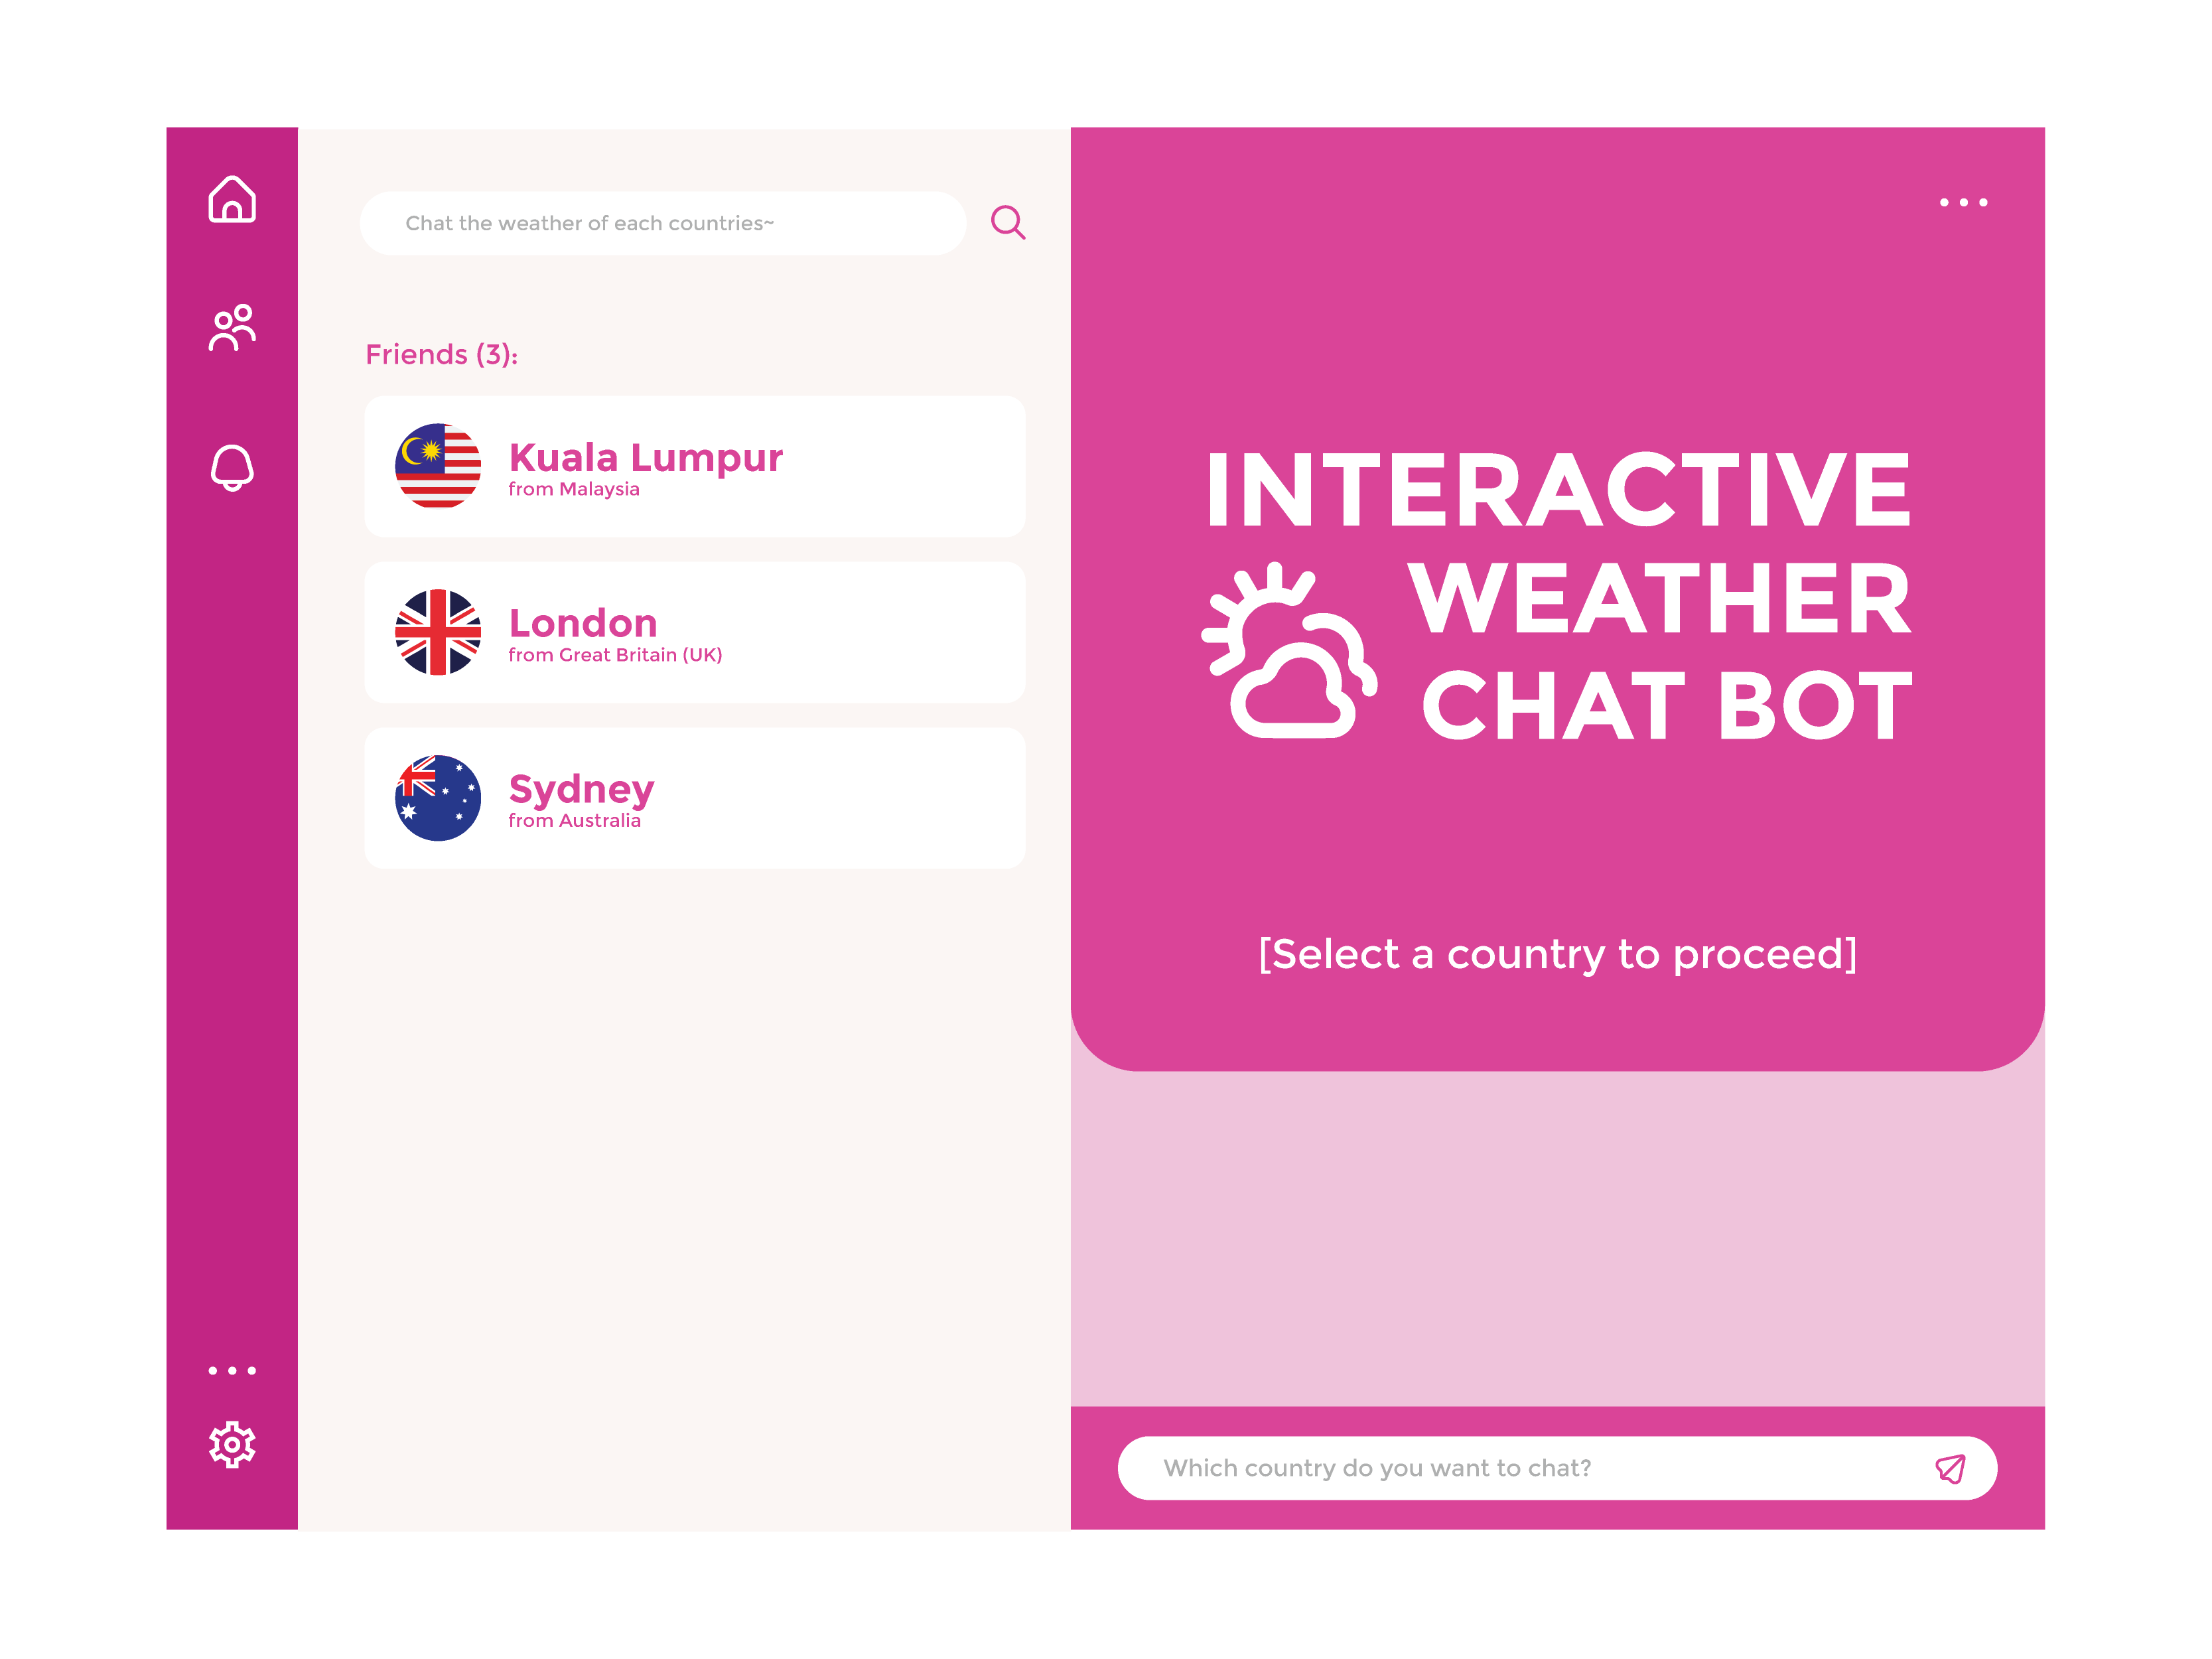 Chat the weather of each countries~
Friends (3):
Kuala Lumpur
from Malaysia
London
from Great Britain (UK)
Sydney
from Australia
INTERACTIVE
WEATHER
CHAT BOT
[Select a country to proceed]
Which country do you want to chat?